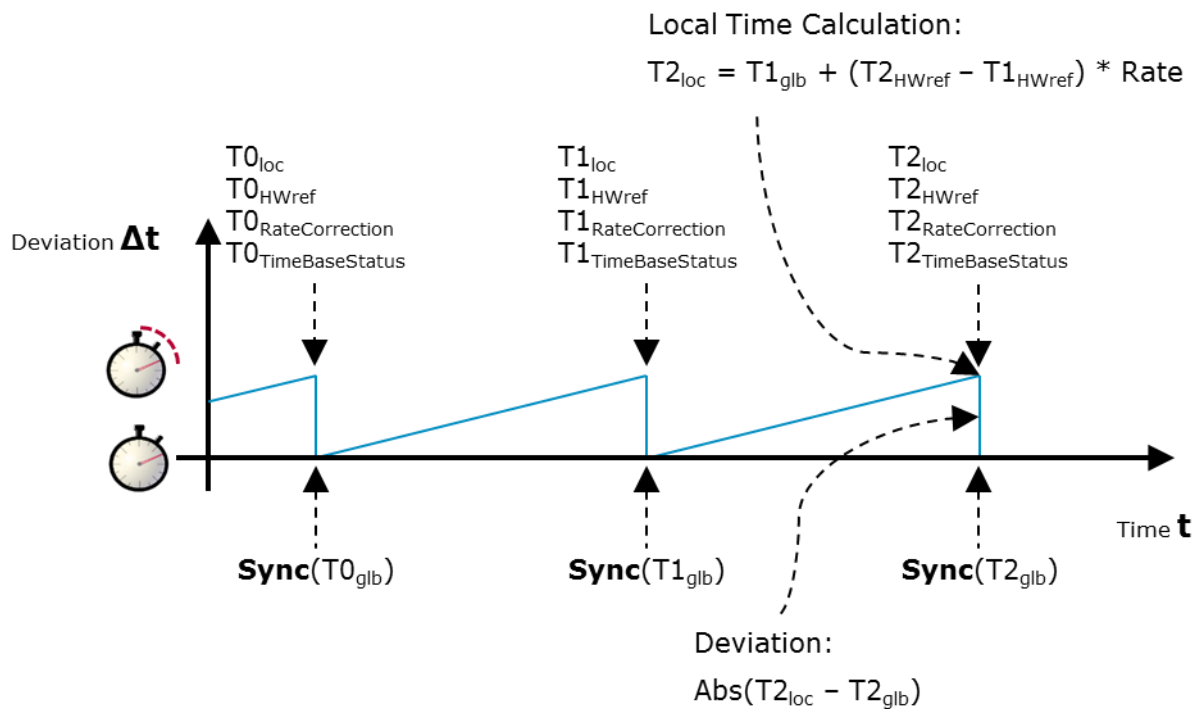 Local Time Calculation:
T2loc = T1glb + (T2HWref – T1HWref) * Rate
T0loc
T0HWref
T0RateCorrection
T0TimeBaseStatus
T1loc
T1HWref
T1RateCorrection
T1TimeBaseStatus
T2loc
T2HWref
T2RateCorrection
T2TimeBaseStatus
Deviation Δt
Time t
Sync(T0glb)
Sync(T1glb)
Sync(T2glb)
Deviation:
Abs(T2loc – T2glb)